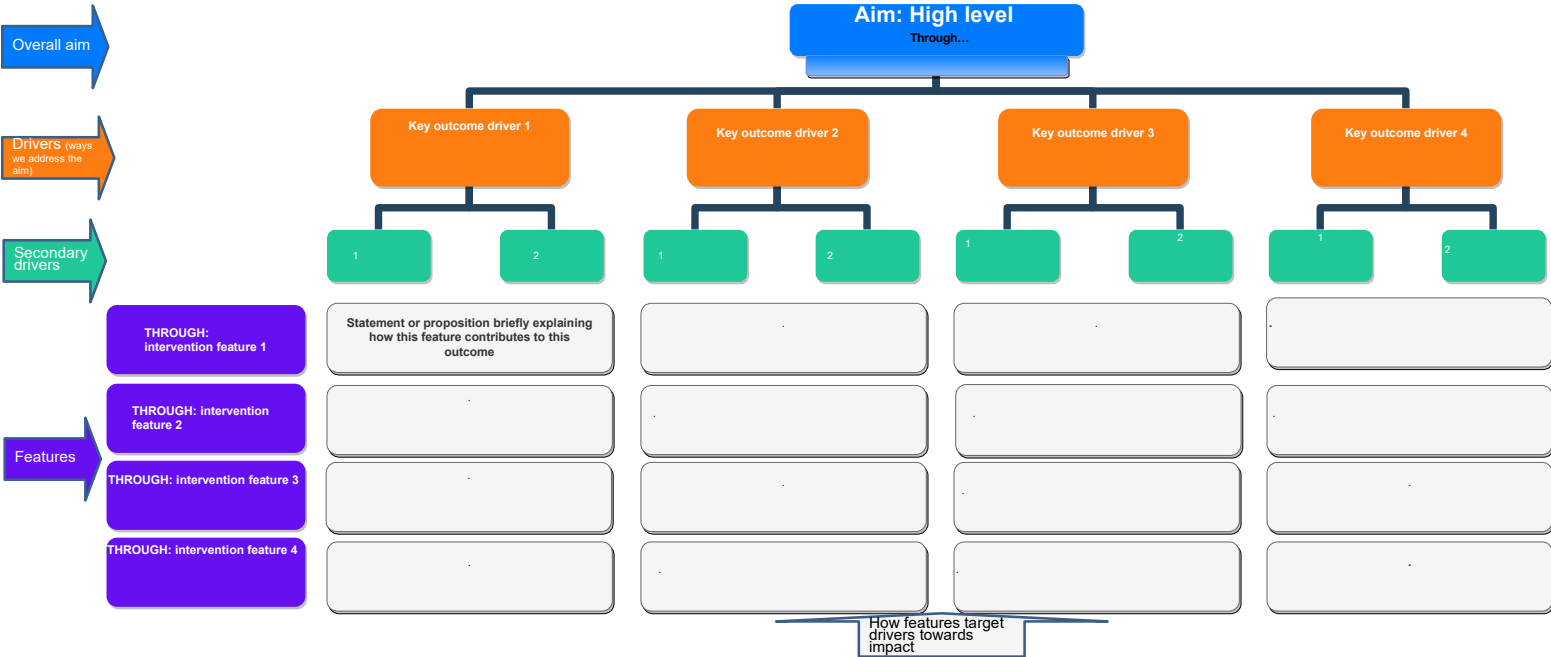 Aim: High level
Through…
Overall aim
Key outcome driver 1
Key outcome driver 2
Key outcome driver 3
Key outcome driver 4
Drivers (ways
we address the
aim)
1
2
1
2
1
2
1
2
Secondary
drivers
THROUGH:
intervention feature 1
Statement or proposition briefly explaining
how this feature contributes to this
outcome
.
.
.
THROUGH: intervention
feature 2
.
.
.
.
Features
THROUGH: intervention feature 3
.
.
.
.
THROUGH: intervention feature 4
.
.
.
.
How features target
drivers towards
impact